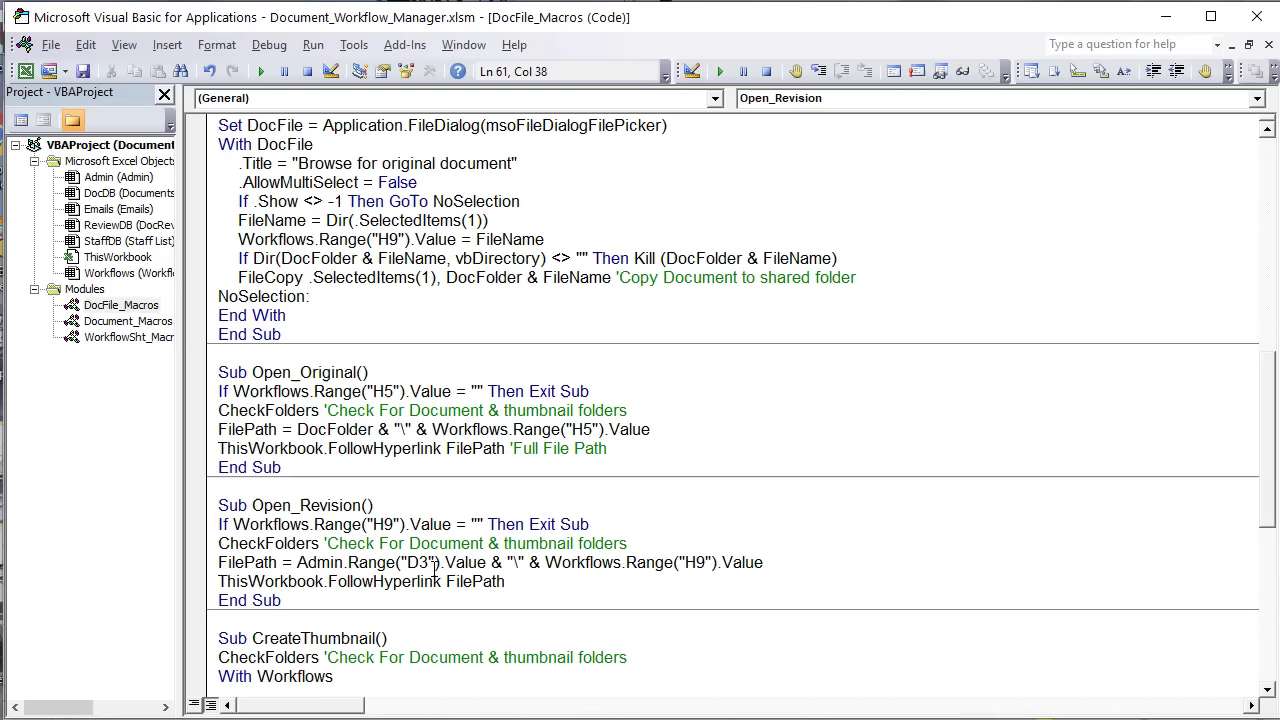 Microsoft Visual Basic for Applications - Document_Workflow_Manager.xlsm - [DocFile_Macros (Code)]
File Edit View Insert Format Debug Run Tools Add-Ins Window Help
Type a question for help
Ln 61, Col 38
Project - VBAProject
(General)
Open_Revision
VBAProject (Document
Microsoft Excel Objects
Admin (Admin)
DocDB (Documents
Emails (Emails)
ReviewDB (DocRev
StaffDB (Staff List)
ThisWorkbook
Workflows (Workfl
Modules
DocFile_Macros
Document_Macros
WorkflowSht_Macr
Set DocFile = Application.FileDialog(msoFileDialogFilePicker)
With DocFile
.Title = "Browse for original document"
.AllowMultiSelect = False
If .Show <> -1 Then GoTo NoSelection
FileName = Dir(.SelectedItems(1))
Workflows.Range("H9").Value = FileName
If Dir(DocFolder & FileName, vbDirectory) <> "" Then Kill (DocFolder & FileName)
FileCopy .SelectedItems(1), DocFolder & FileName 'Copy Document to shared folder
NoSelection:
End With
End Sub
Sub Open_Original()
If Workflows.Range("H5").Value = "" Then Exit Sub
CheckFolders 'Check For Document & thumbnail folders
FilePath = DocFolder & "\" & Workflows.Range("H5").Value
ThisWorkbook.FollowHyperlink FilePath 'Full File Path
End Sub
Sub Open_Revision()
If Workflows.Range("H9").Value = "" Then Exit Sub
CheckFolders 'Check For Document & thumbnail folders
FilePath = Admin.Range("D3").Value & "\" & Workflows.Range("H9").Value
ThisWorkbook.FollowHyperlink FilePath
End Sub
Sub CreateThumbnail()
CheckFolders 'Check For Document & thumbnail folders
With Workflows